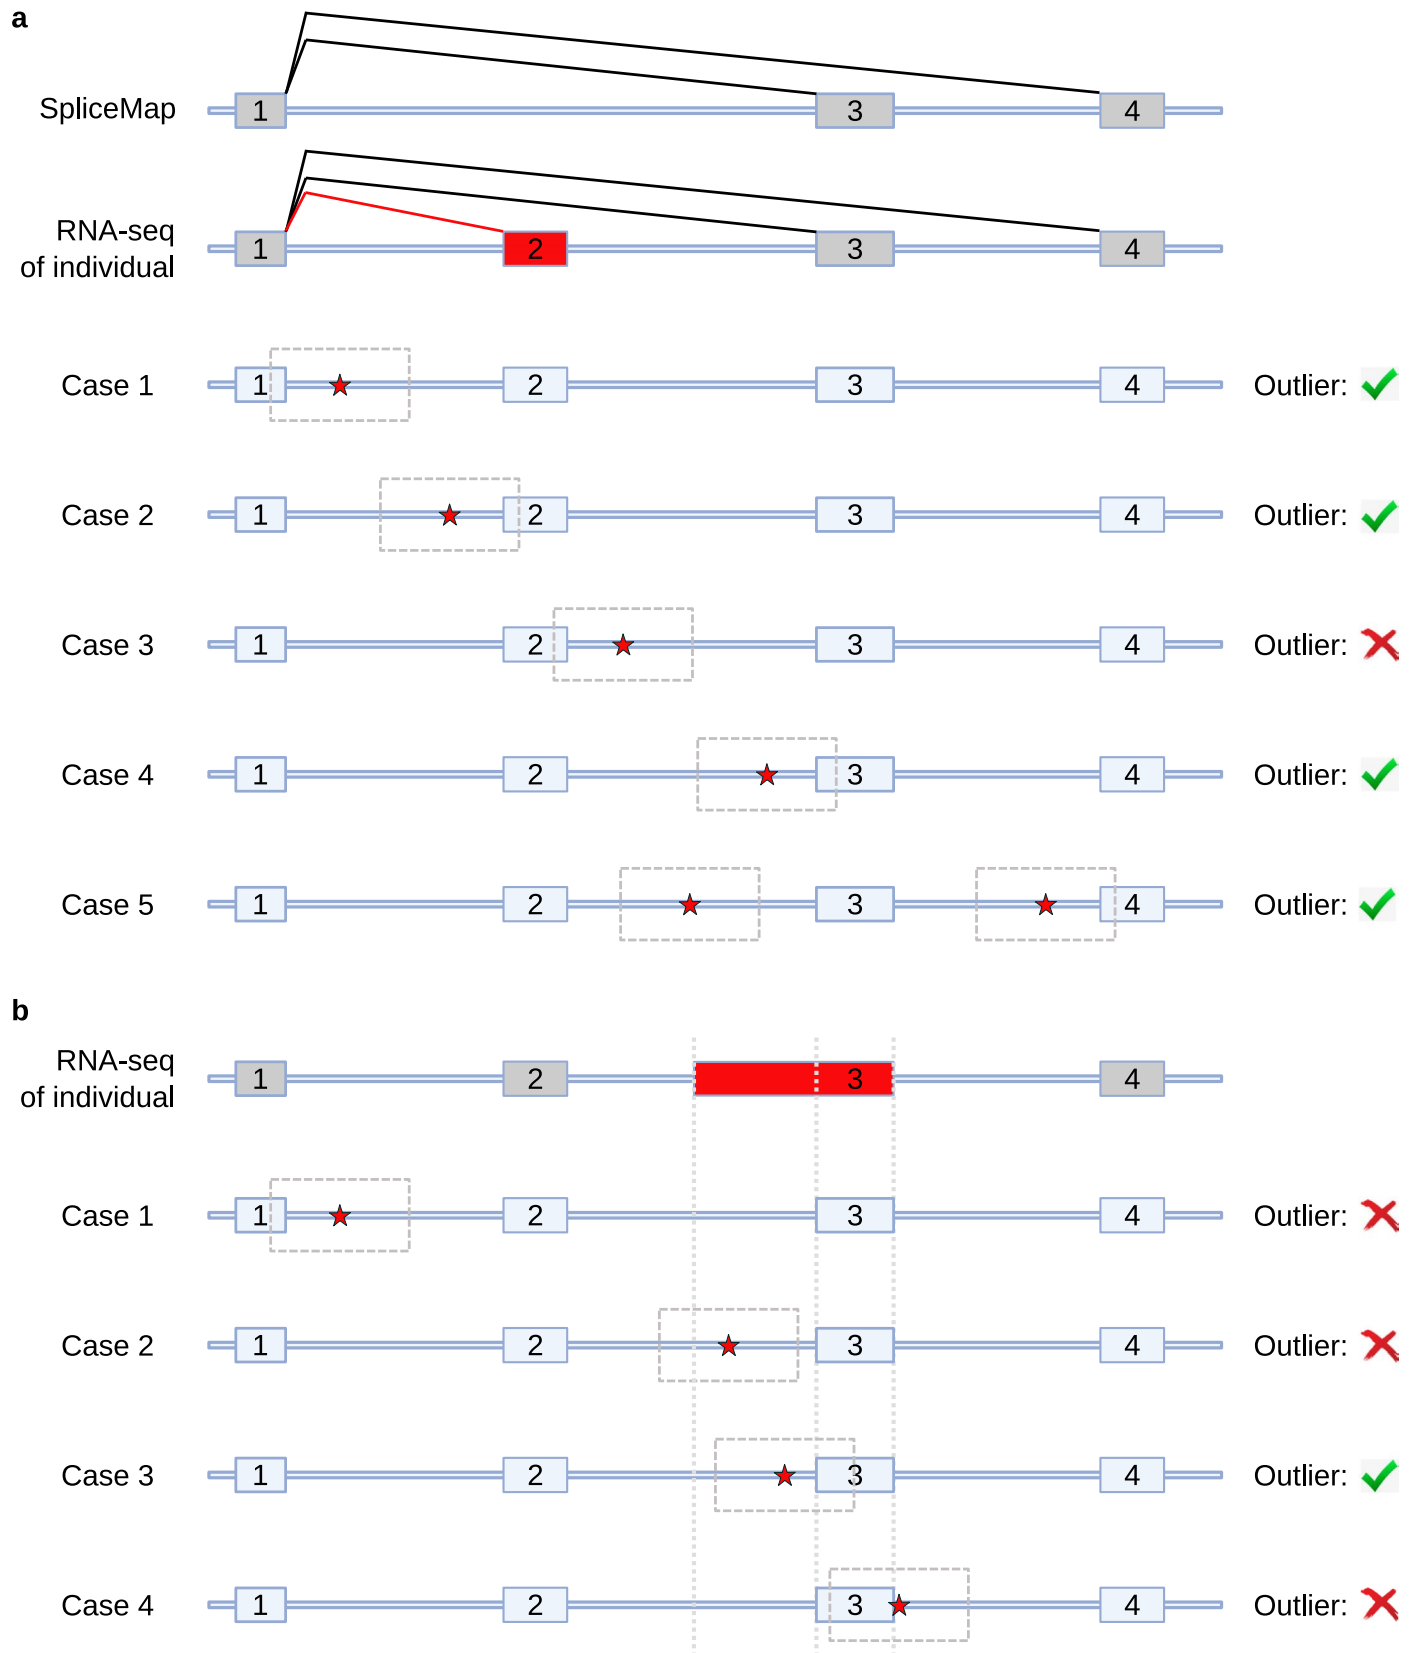 a
SpliceMap
1 3 4
RNA-seq
of individual
1 2 3 4
Case 1
1 2 3 4
Outlier:
Case 2
1 2 3 4
Outlier:
Case 3
1 2 3 4
Outlier:
Case 4
1 2 3 4
Outlier:
Case 5
1 2 3 4
Outlier:
b
RNA-seq
of individual
1 2 3 4
Case 1
1 2 3 4
Outlier:
Case 2
1 2 3 4
Outlier:
Case 3
1 2 3 4
Outlier:
Case 4
1 2 3 4
Outlier: